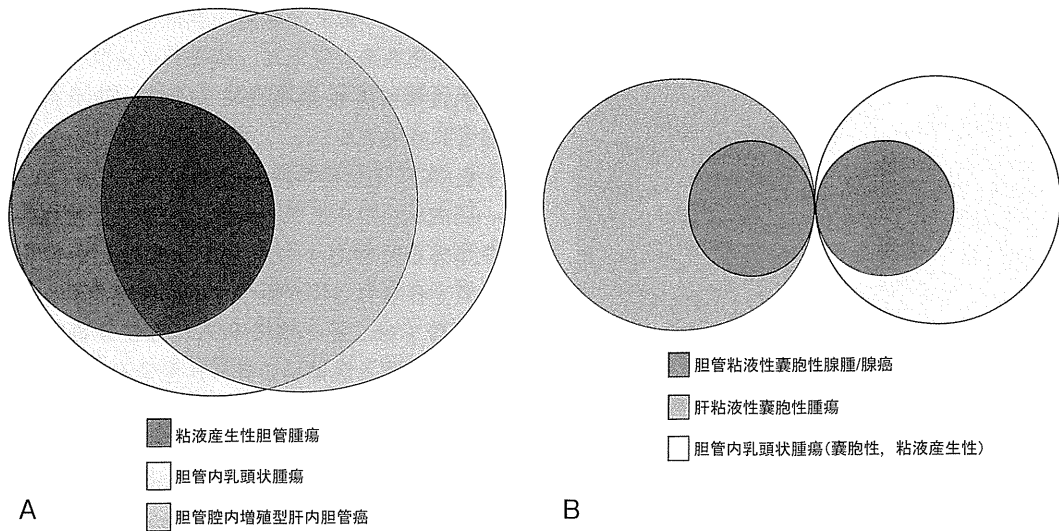 粘液産生性胆管腫瘍
胆管内乳頭状腫瘍
胆管腔内増殖型肝内胆管癌
A
胆管粘液性嚢胞性腺腫/腺癌
肝粘液性嚢胞性腫瘍
胆管内乳頭状腫瘍(嚢胞性，粘液産生性)
B